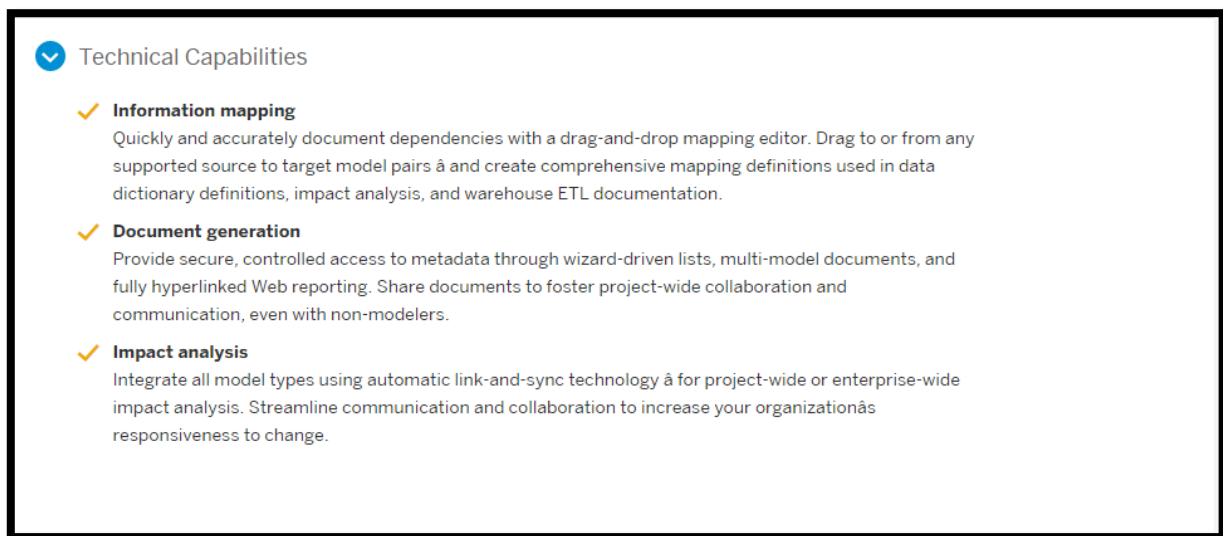 Technical Capabilities
Information mapping
Quickly and accurately document dependencies with a drag-and-drop mapping editor. Drag to or from any
supported source to target model pairs â and create comprehensive mapping definitions used in data
dictionary definitions, impact analysis, and warehouse ETL documentation.
Document generation
Provide secure, controlled access to metadata through wizard-driven lists, multi-model documents, and
fully hyperlinked Web reporting. Share documents to foster project-wide collaboration and
communication, even with non-modelers.
Impact analysis
Integrate all model types using automatic link-and-sync technology â for project-wide or enterprise-wide
impact analysis. Streamline communication and collaboration to increase your organizationâs
responsiveness to change.